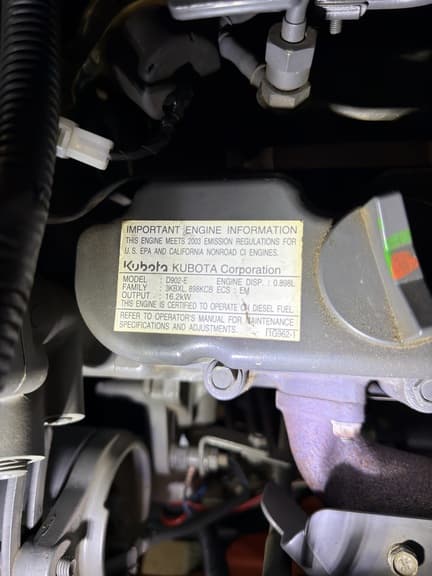 IMPORTANT ENGINE INFORMATION
THIS ENGINE MEETS 2003 EMISSION REGULATIONS FOR
U.S. EPA AND CALIFORNIA NONROAD CI ENGINES.
Kubota KUBOTA Corporation
MODEL : D902-E ENGINE DISP. : 0.898L
FAMILY : 3KBXL.898KCB ECS : EM
OUTPUT : 16.2kW
THIS ENGINE IS CERTIFIED TO OPERATE ON DIESEL FUEL.
REFER TO OPERATOR'S MANUAL FOR MAINTENANCE
SPECIFICATIONS AND ADJUSTMENTS.